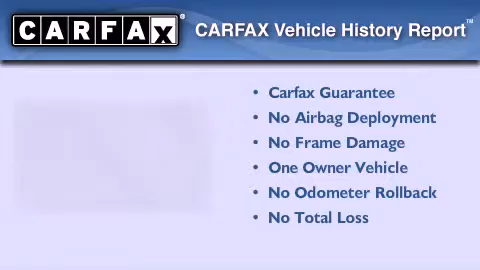 CARFAX® CARFAX Vehicle History Report™
• Carfax Guarantee
• No Airbag Deployment
• No Frame Damage
• One Owner Vehicle
• No Odometer Rollback
• No Total Loss